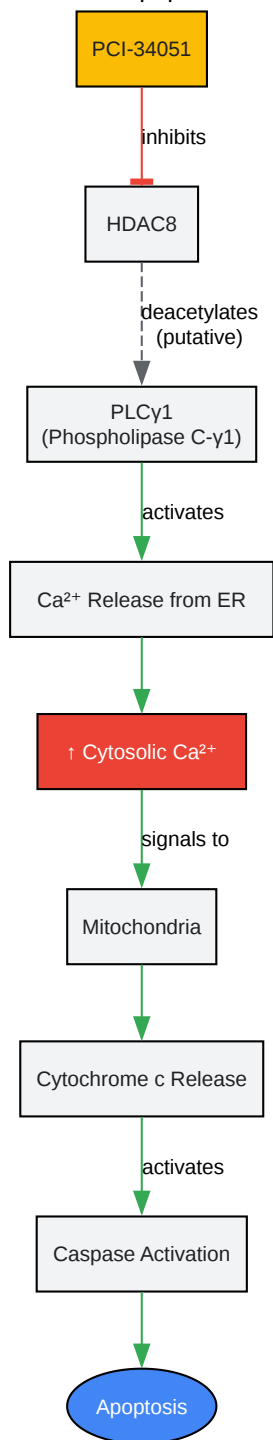 PCI-34051
inhibits
HDAC8
deacetylates
(putative)
PLCγ1
(Phospholipase C-γ1)
activates
Ca²⁺ Release from ER
↑ Cytosolic Ca²⁺
signals to
Mitochondria
Cytochrome c Release
activates
Caspase Activation
Apoptosis